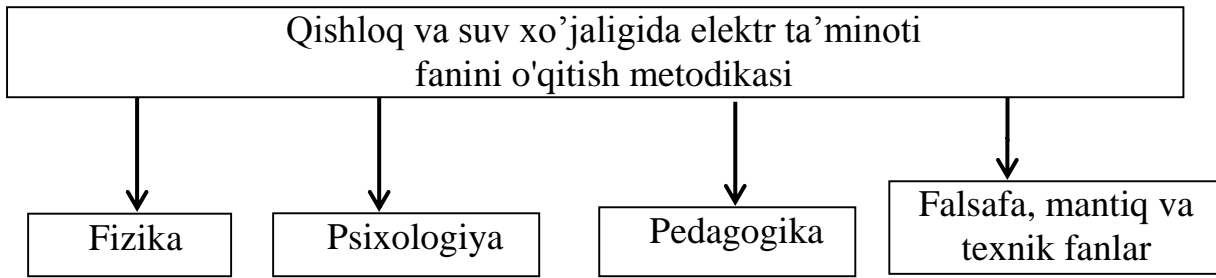 Qishloq va suv xo’jaligida elektr ta’minoti
fanini o'qitish metodikasi
Fizika
Psixologiya
Pedagogika
Falsafa, mantiq va
texnik fanlar